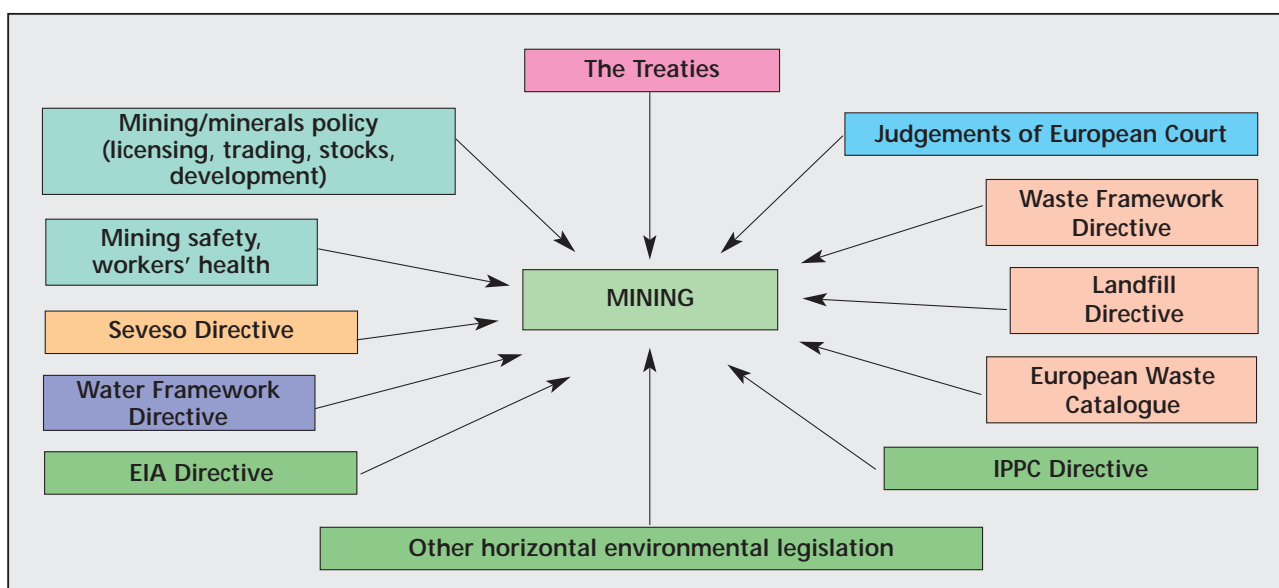 The Treaties
Mining/minerals policy
(licensing, trading, stocks,
development)
Judgements of European Court
Mining safety,
workers’ health
Waste Framework
Directive
MINING
Landfill
Directive
Seveso Directive
Water Framework
Directive
European Waste
Catalogue
EIA Directive
IPPC Directive
Other horizontal environmental legislation